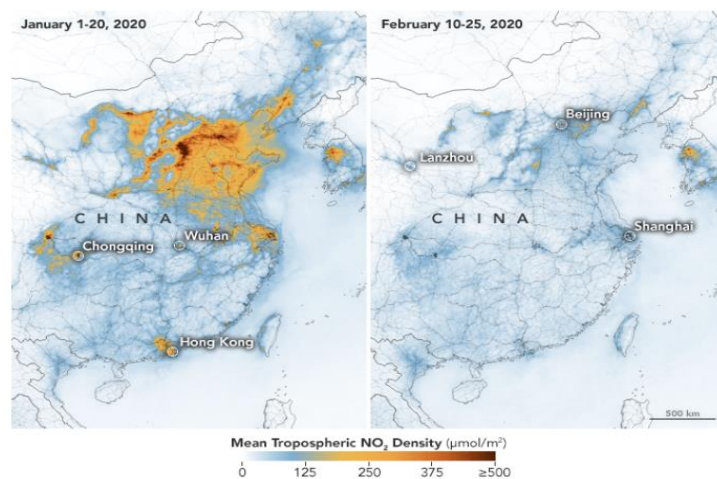 January 1-20, 2020
CHINA
Chongqing
Wuhan
Hong Kong
February 10-25, 2020
Beijing
Lanzhou
CHINA
Shanghai
500 km
Mean Tropospheric NO₂ Density (μmol/m²)
0 125 250 375 ≥500